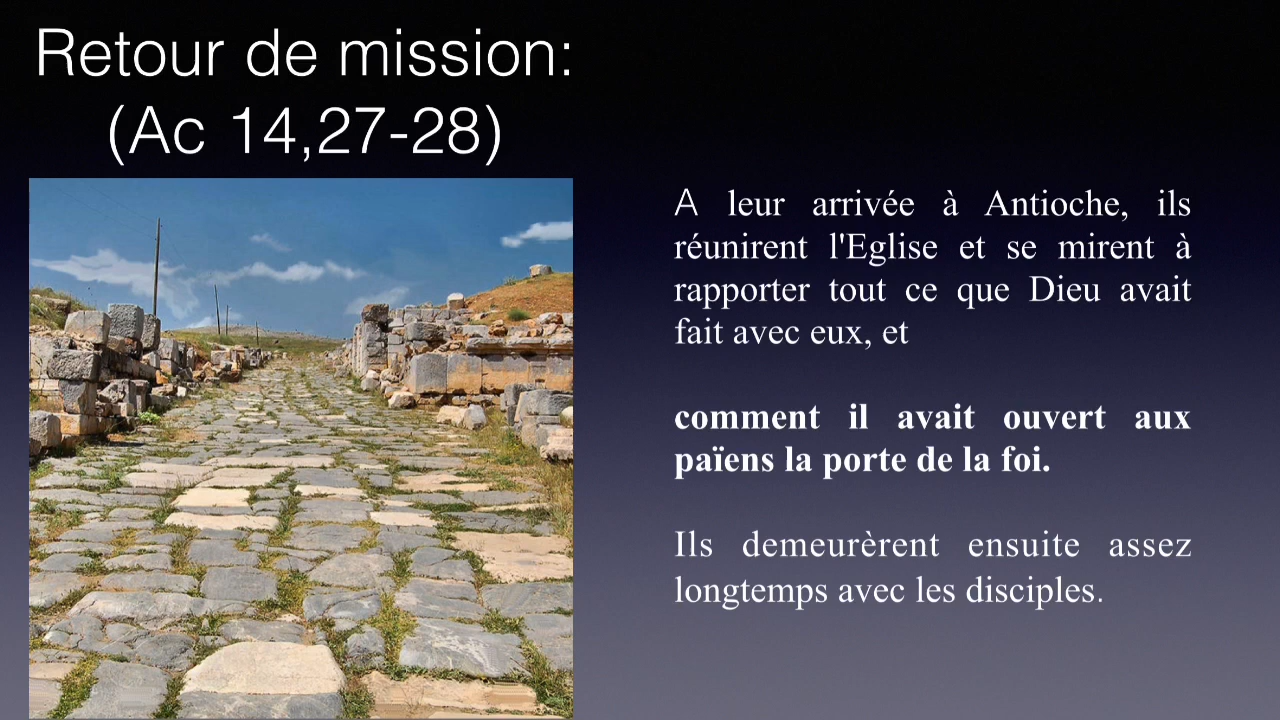 Retour de mission:
(Ac 14,27-28)
A leur arrivée à Antioche, ils
réunirent l'Eglise et se mirent à
rapporter tout ce que Dieu avait
fait avec eux, et
comment il avait ouvert aux
païens la porte de la foi.
Ils demeurèrent ensuite assez
longtemps avec les disciples.